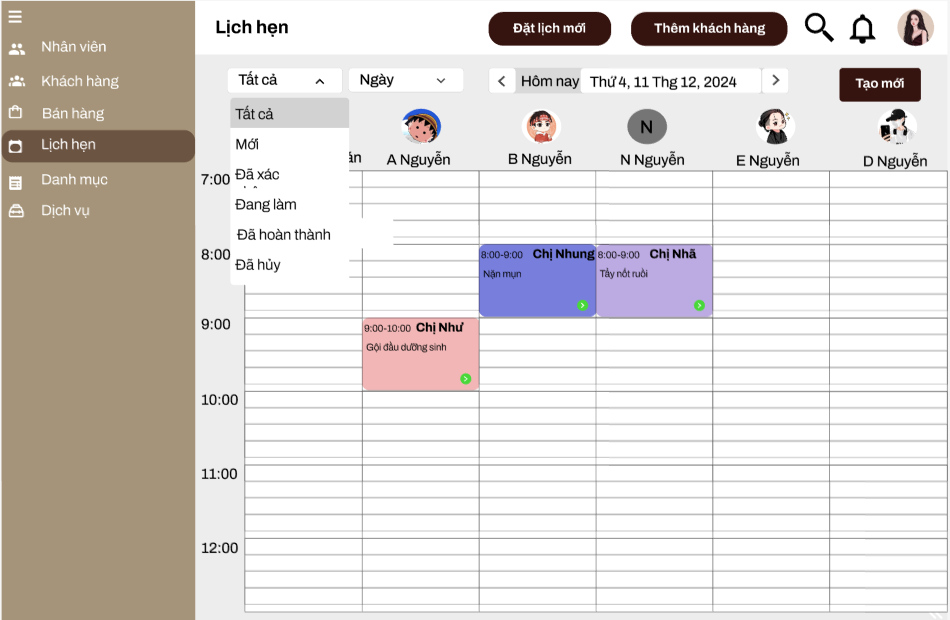 Lịch hẹn
Đặt lịch mới
Thêm khách hàng
Nhân viên
Khách hàng
Bán hàng
Lịch hẹn
Danh mục
Dịch vụ
Tất cả
Ngày
Hôm nay
Thứ 4, 11 Thg 12, 2024
Tạo mới
Tất cả
Mới
Đã xác
Đang làm
Đã hoàn thành
Đã hủy
N
A Nguyễn
B Nguyễn
N Nguyễn
E Nguyễn
D Nguyễn
7:00
8:00
8:00-9:00 Chị Nhung
Nặn mụn
8:00-9:00 Chị Nhã
Tẩy nốt ruồi
9:00
9:00-10:00 Chị Như
Gội đầu dưỡng sinh
10:00
11:00
12:00